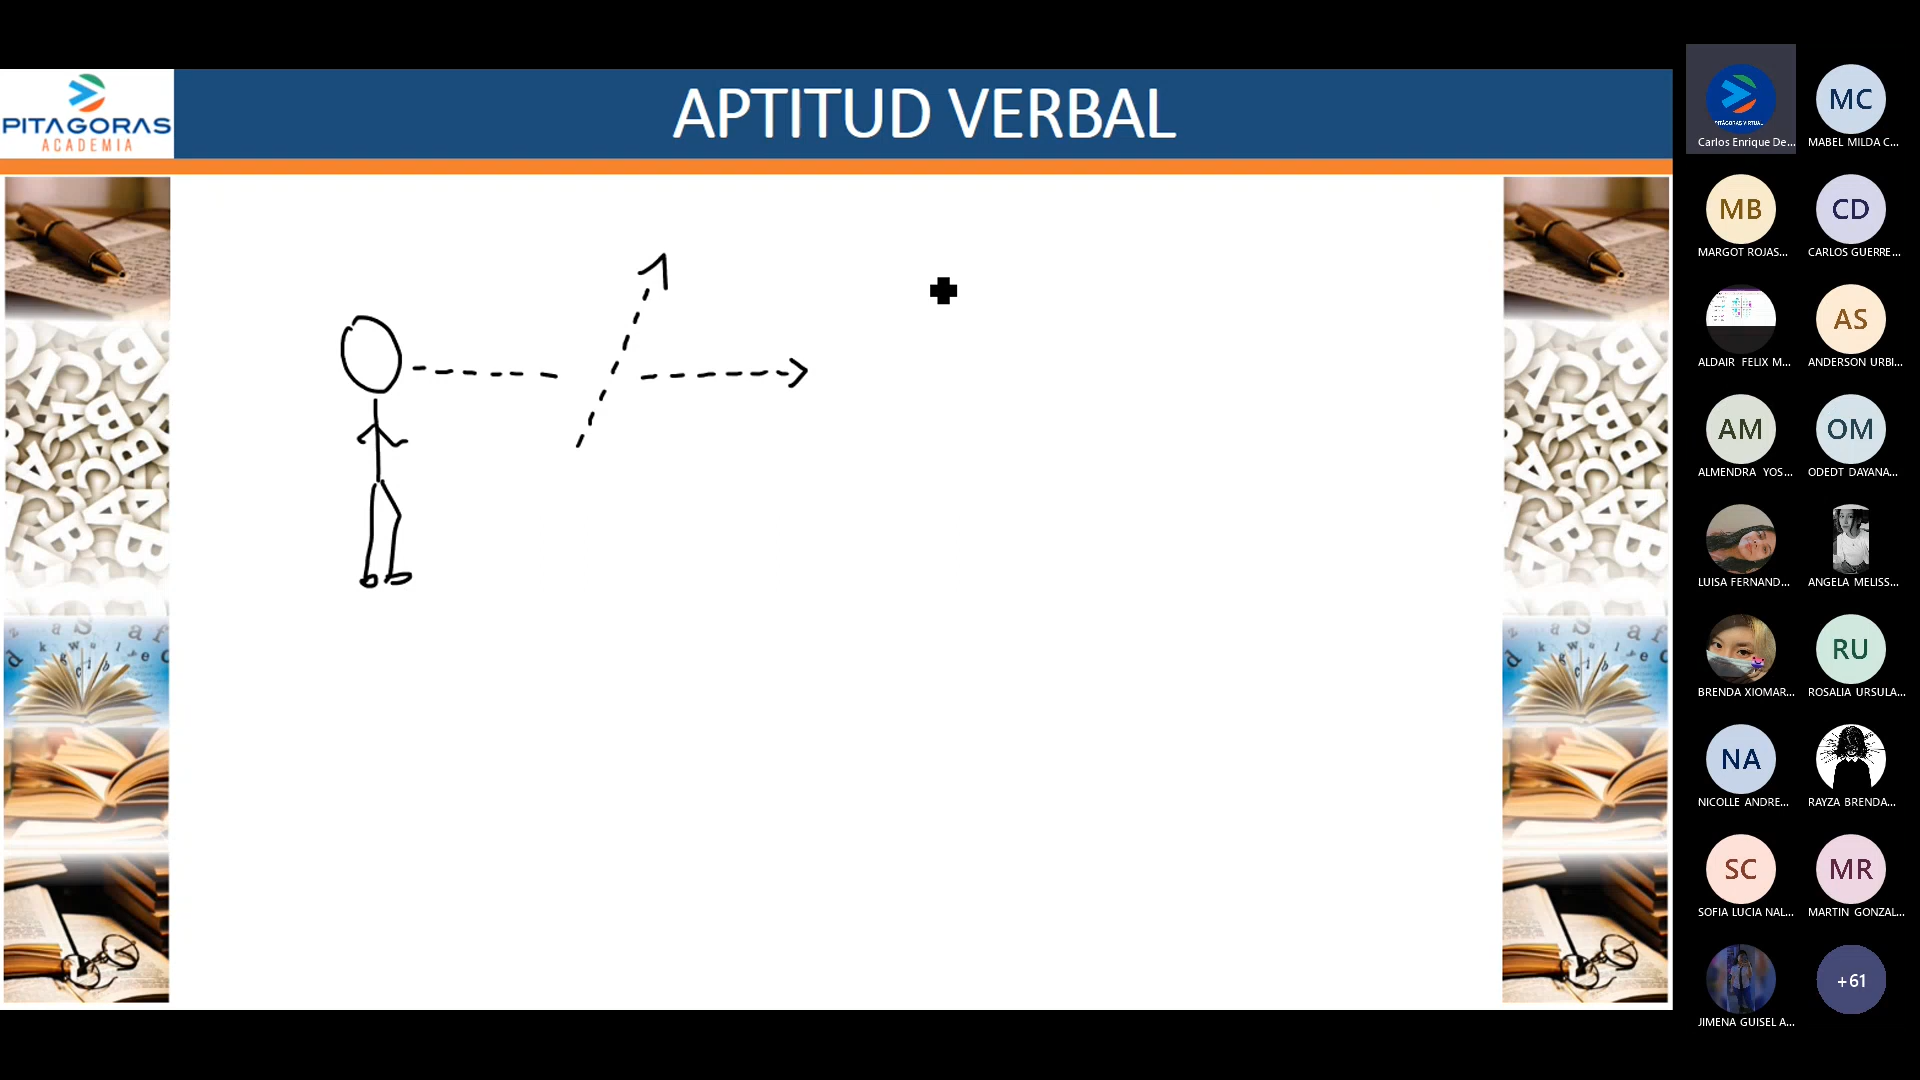 PITAGORAS
ACADEMIA
APTITUD VERBAL
PITÁGORAS VIRTUAL
Carlos Enrique De...
MC
MABEL MILDA C...
MB
MARGOT ROJAS...
CD
CARLOS GUERRE...
ALDAIR FELIX M...
AS
ANDERSON URBI...
AM
ALMENDRA YOS...
OM
ODEDT DAYANA...
LUISA FERNAND...
ANGELA MELISS...
BRENDA XIOMAR...
RU
ROSALIA URSULA...
NA
NICOLLE ANDRE...
RAYZA BRENDA...
SC
SOFIA LUCIA NAL...
MR
MARTIN GONZAL...
JIMENA GUISEL A...
+61